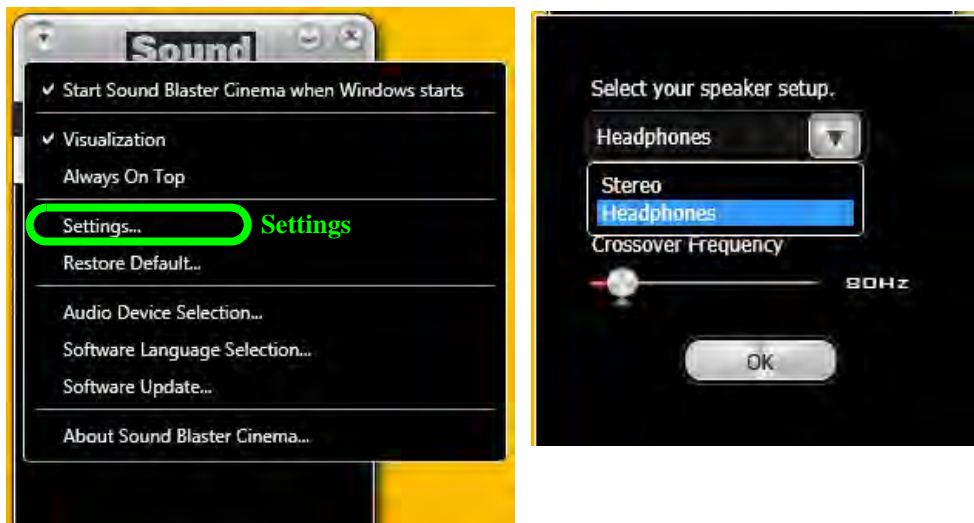 Sound
✔ Start Sound Blaster Cinema when Windows starts
✔ Visualization
Always On Top
Settings...
Settings
Restore Default...
Audio Device Selection...
Software Language Selection...
Software Update...
About Sound Blaster Cinema...
Select your speaker setup.
Headphones
Stereo
Headphones
Crossover Frequency
80Hz
OK